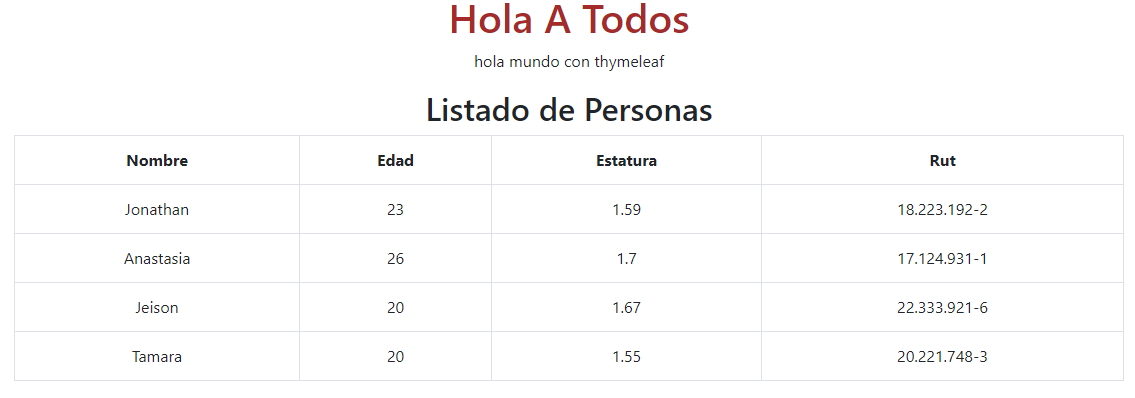 Hola A Todos
hola mundo con thymeleaf
Listado de Personas
Nombre Edad Estatura Rut
Jonathan 23 1.59 18.223.192-2
Anastasia 26 1.7 17.124.931-1
Jeison 20 1.67 22.333.921-6
Tamara 20 1.55 20.221.748-3